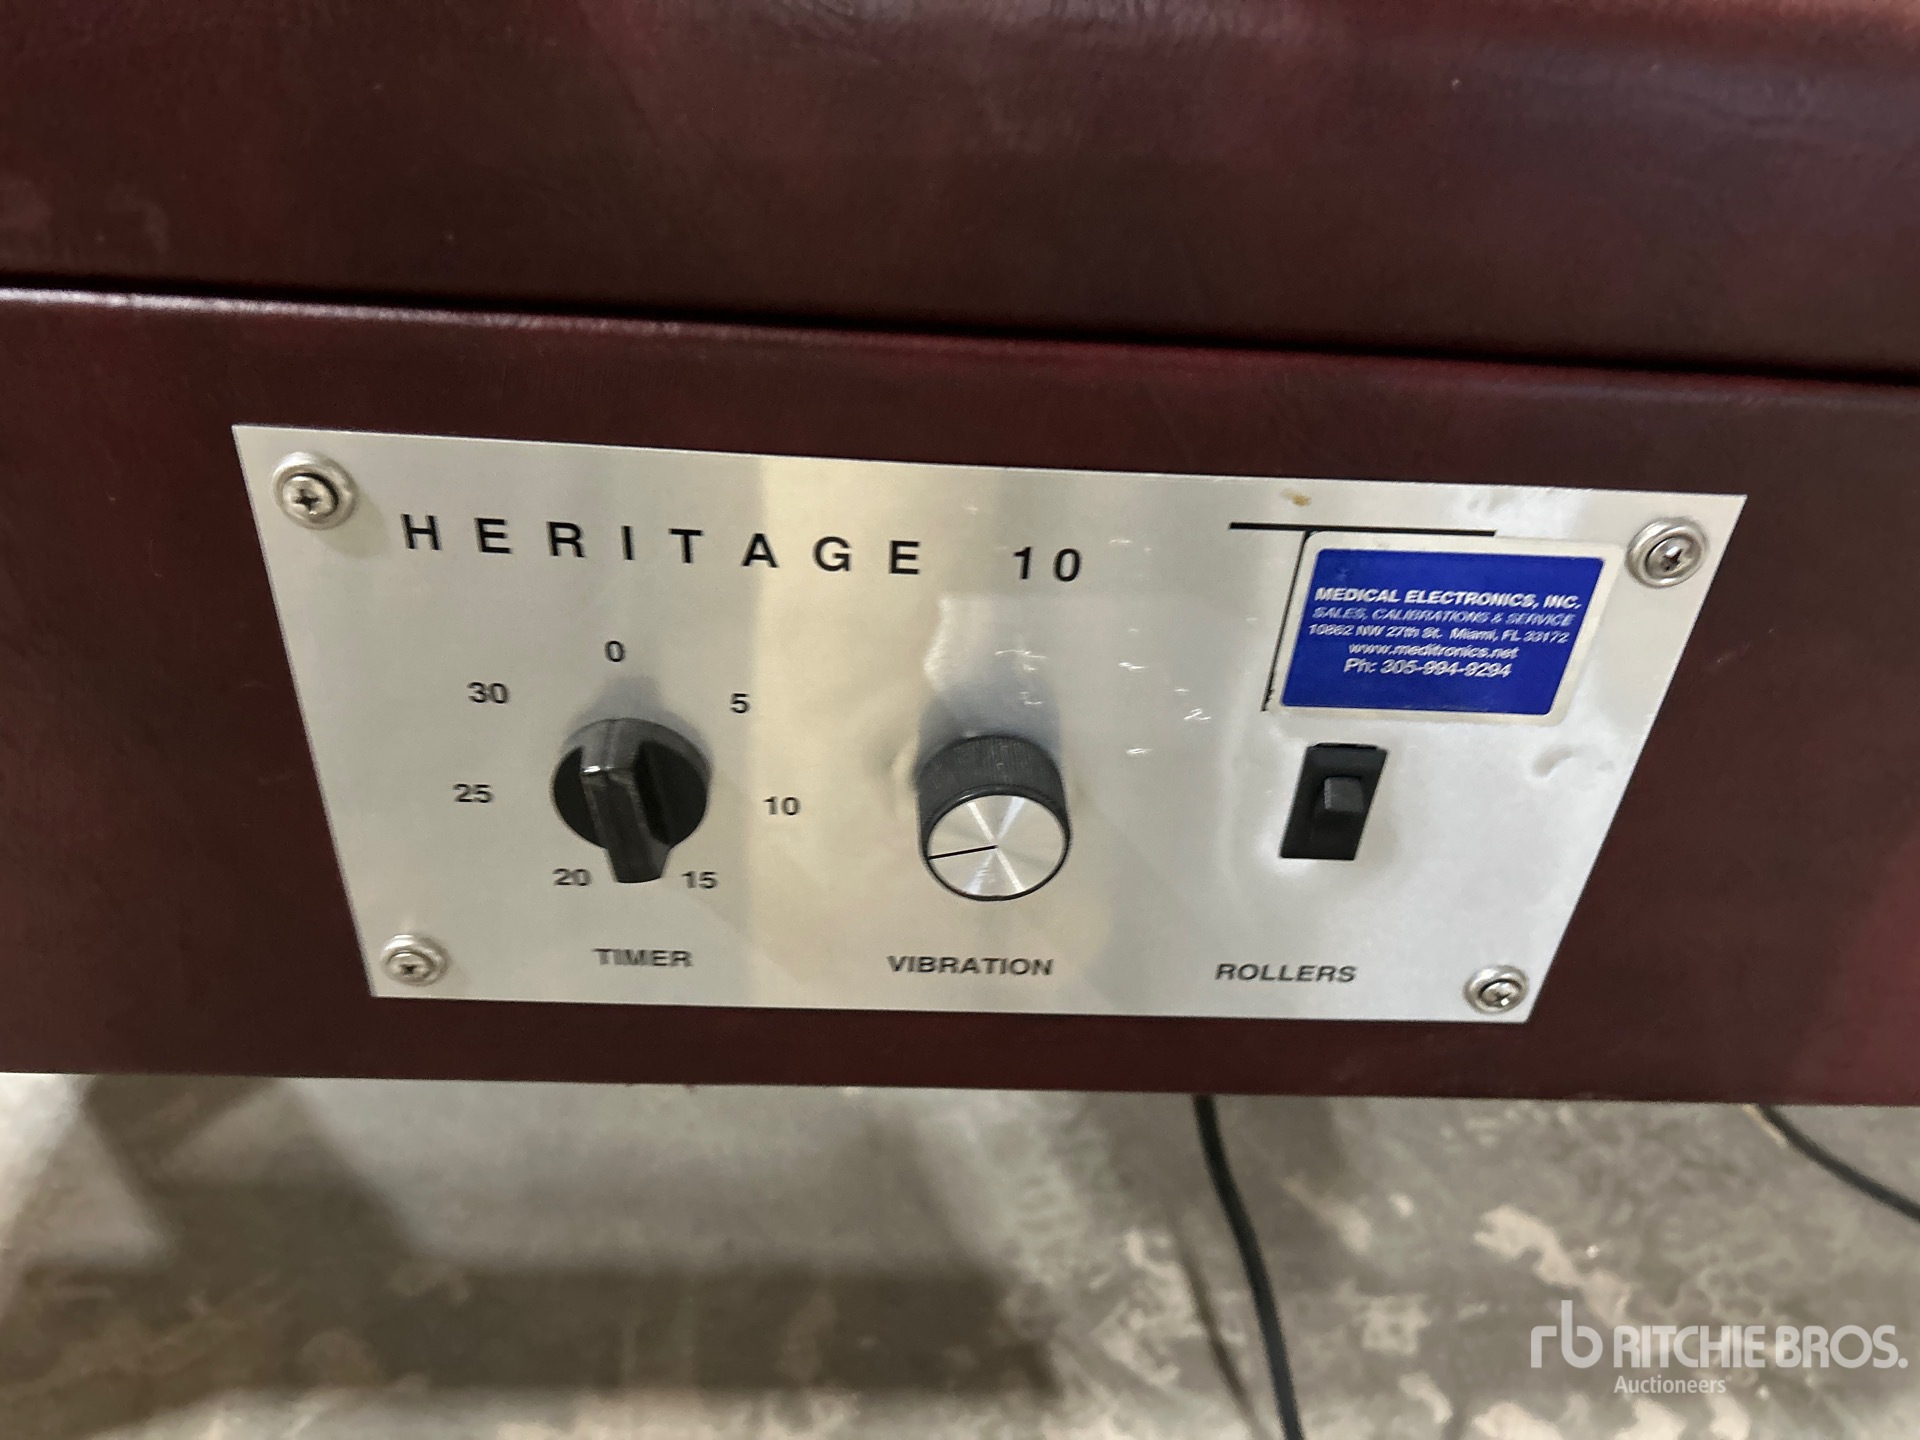 HERITAGE 10
MEDICAL ELECTRONICS, INC.
SALES, CALIBRATIONS & SERVICE
10862 NW 27th St. Miami, FL 33172
www.meditronics.net
Ph: 305-994-9294
0
30
5
25
10
20
15
TIMER
VIBRATION
ROLLERS
rb RITCHIE BROS.
Auctioneers